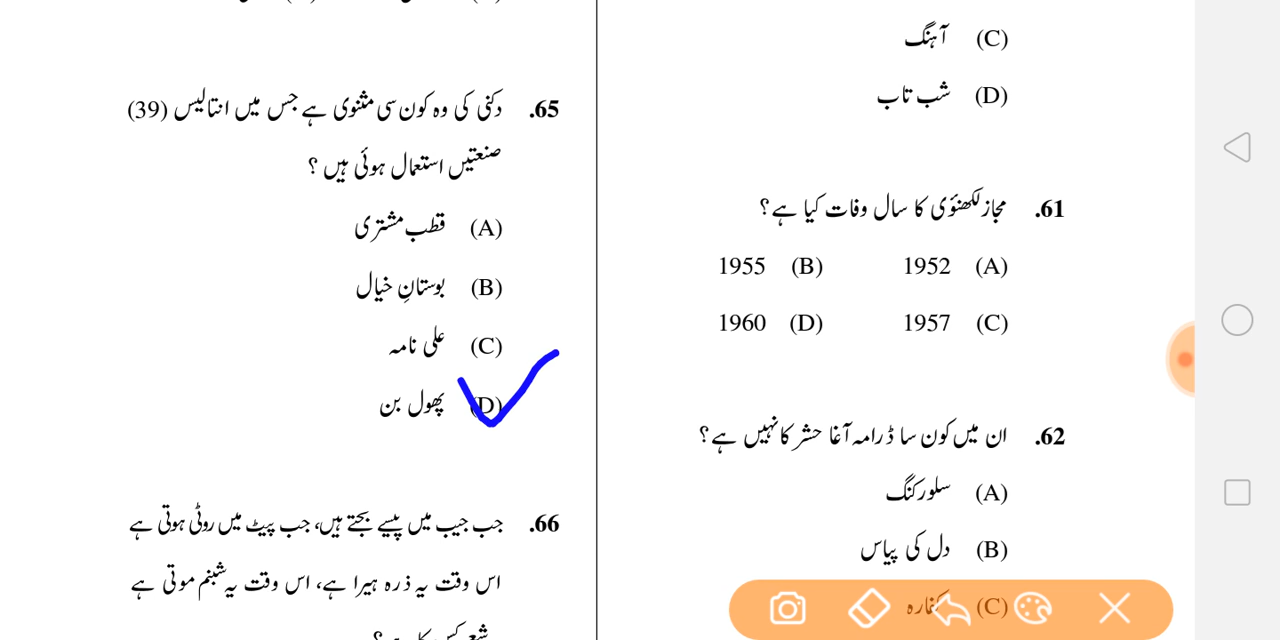 (C) آہنگ
(D) شب تاب
61. مجاز لکھنؤی کا سال وفات کیا ہے؟
(A) 1952 (B) 1955
(C) 1957 (D) 1960
62. ان میں کون سا ڈرامہ آغا حشر کا نہیں ہے؟
(A) سلور کنگ
(B) دل کی پیاس
(C) کفارہ
65. دکنی کی وہ کون سی مثنوی ہے جس میں انتالیس (39)
صنعتیں استعمال ہوئی ہیں ؟
(A) قطب مشتری
(B) بوستانِ خیال
(C) علی نامہ
(D) پھول بن
66. جب جیب میں پیسے بجتے ہیں، جب پیٹ میں روٹی ہوتی ہے
اس وقت یہ ذرہ ہیرا ہے، اس وقت یہ شبنم موتی ہے